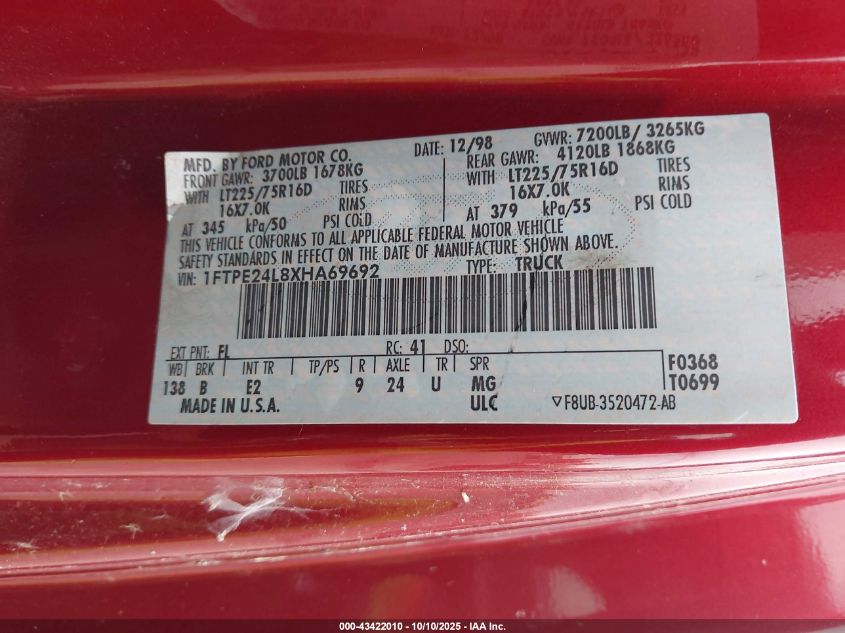 MFD. BY FORD MOTOR CO. DATE: 12/98 GVWR: 7200LB/ 3265KG
FRONT GAWR: 3700LB 1678KG REAR GAWR: 4120LB 1868KG
WITH LT225/75R16D TIRES WITH LT225/75R16D TIRES
16X7.0K RIMS 16X7.0K RIMS
AT 345 kPa/50 PSI COLD AT 379 kPa/55 PSI COLD
THIS VEHICLE CONFORMS TO ALL APPLICABLE FEDERAL MOTOR VEHICLE
SAFETY STANDARDS IN EFFECT ON THE DATE OF MANUFACTURE SHOWN ABOVE.
VIN: 1FTPE24L8XHA69692 TYPE: TRUCK
EXT PNT: FL RC: 41 DSO:
WB BRK INT TR TP/PS R AXLE TR SPR F0368
138 B E2 9 24 U MG T0699
MADE IN U.S.A. ULC ▽F8UB-3520472-AB
000-43422010 - 10/10/2025 - IAA Inc.